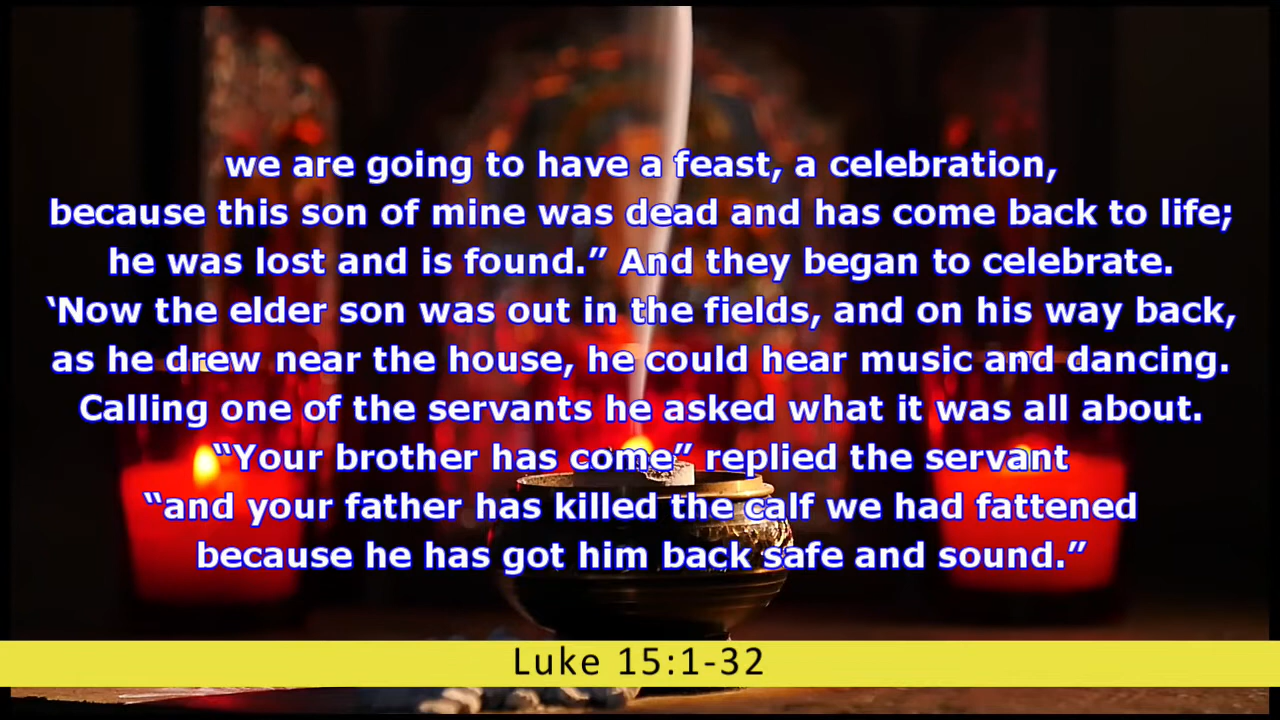 we are going to have a feast, a celebration,
because this son of mine was dead and has come back to life;
he was lost and is found.” And they began to celebrate.
‘Now the elder son was out in the fields, and on his way back,
as he drew near the house, he could hear music and dancing.
Calling one of the servants he asked what it was all about.
“Your brother has come” replied the servant
“and your father has killed the calf we had fattened
because he has got him back safe and sound.”
Luke 15:1-32